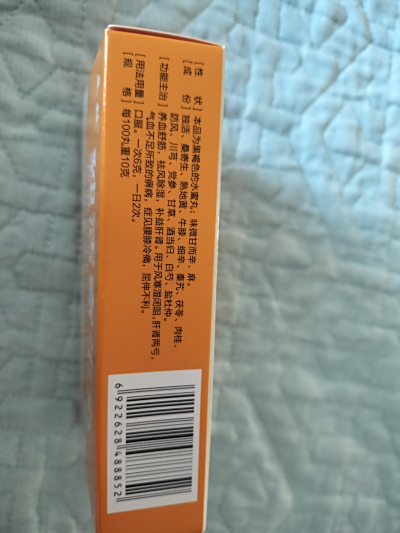 [性　　状] 本品为黑褐色的水蜜丸；味微甘而辛、麻。
[成　　份] 独活、桑寄生、熟地黄、牛膝、细辛、秦艽、茯苓、肉桂、
防风、川芎、党参、甘草、酒当归、白芍、盐杜仲。
[功能主治] 养血舒筋，祛风除湿，补益肝肾。用于风寒湿闭阻，肝肾两亏，
气血不足所致的痹病，症见腰膝冷痛，屈伸不利。
[用法用量] 口服。一次6克，一日2次。
[规　　格] 每100丸重10克
6922628488852